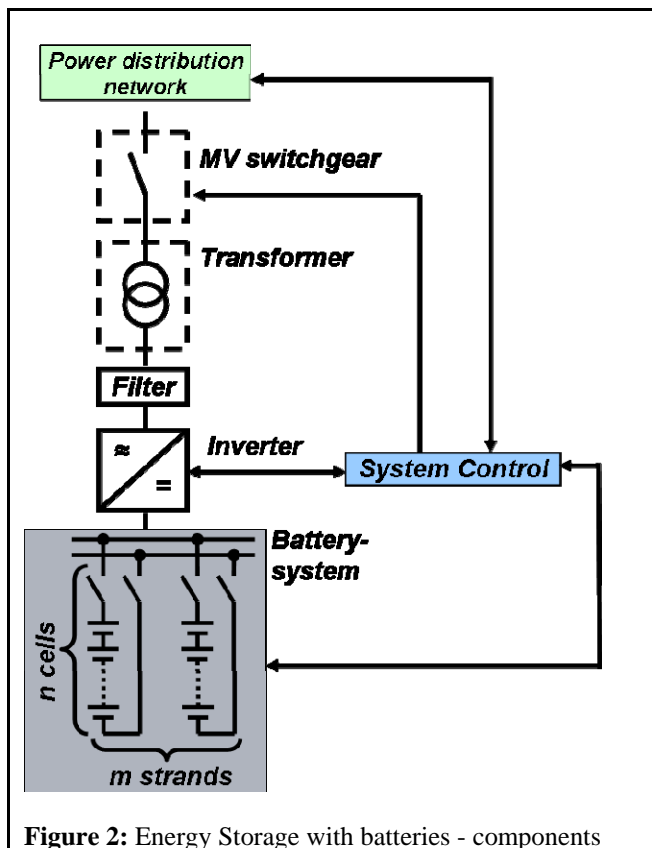 Power distribution
network
MV switchgear
Transformer
Filter
≈
=
Inverter
System Control
Battery-
system
n cells
m strands
Figure 2: Energy Storage with batteries - components